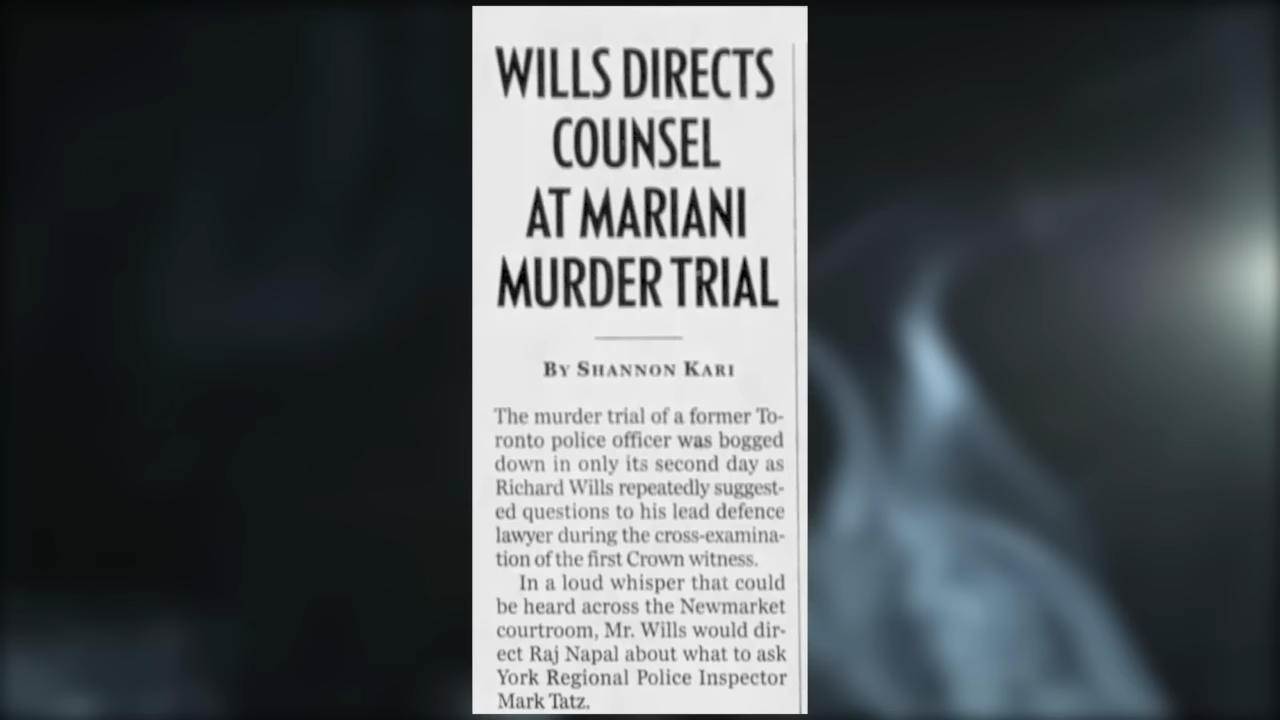 WILLS DIRECTS
COUNSEL
AT MARIANI
MURDER TRIAL
BY SHANNON KARI
The murder trial of a former To-
ronto police officer was bogged
down in only its second day as
Richard Wills repeatedly suggest-
ed questions to his lead defence
lawyer during the cross-examina-
tion of the first Crown witness.
In a loud whisper that could
be heard across the Newmarket
courtroom, Mr. Wills would dir-
ect Raj Napal about what to ask
York Regional Police Inspector
Mark Tatz.